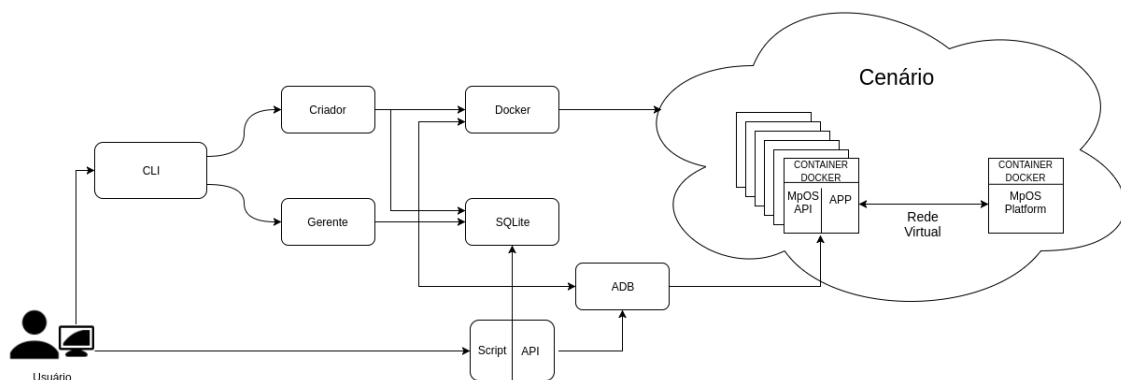 Cenário
Criador
Docker
CLI
CONTAINER
DOCKER
MpOS
API
APP
CONTAINER
DOCKER
MpOS
Platform
Gerente
SQLite
Rede
Virtual
ADB
Script
API
Usuário